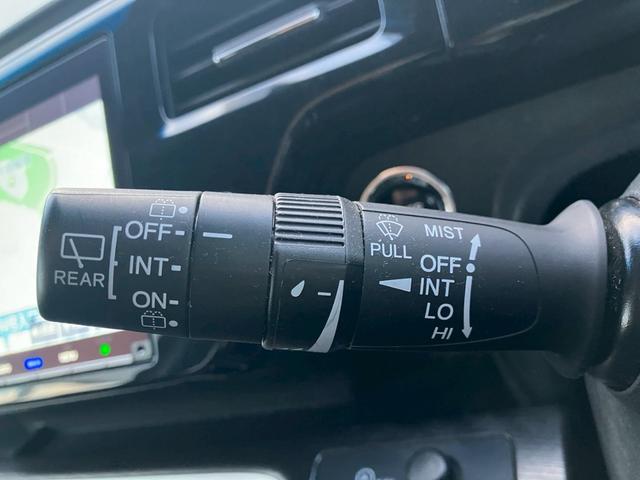 OFF
REAR
INT
ON
PULL
MIST
OFF
INT
LO
HI